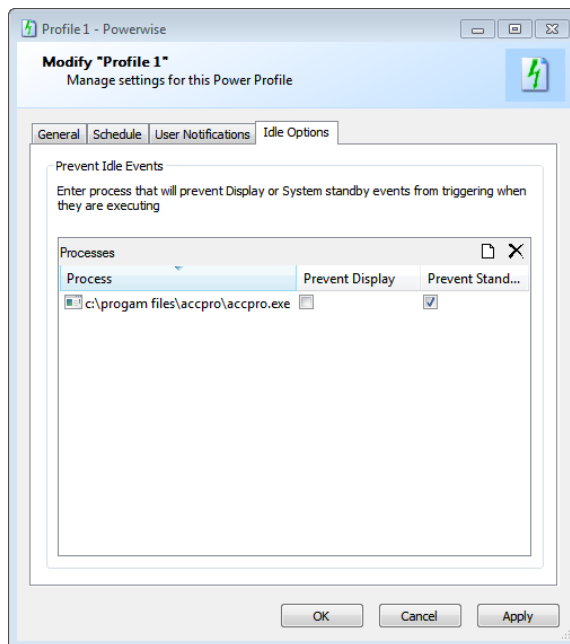 Profile 1 - Powerwise
Modify "Profile 1"
Manage settings for this Power Profile
General Schedule User Notifications Idle Options
Prevent Idle Events
Enter process that will prevent Display or System standby events from triggering when
they are executing
Processes
Process Prevent Display Prevent Stand...
c:\progam files\accpro\accpro.exe
OK Cancel Apply